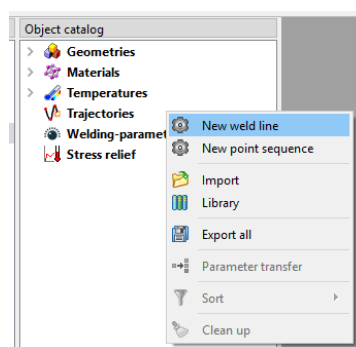 Object catalog
Geometries
Materials
Temperatures
Trajectories
Welding-paramet
Stress relief
New weld line
New point sequence
Import
Library
Export all
Parameter transfer
Sort
Clean up